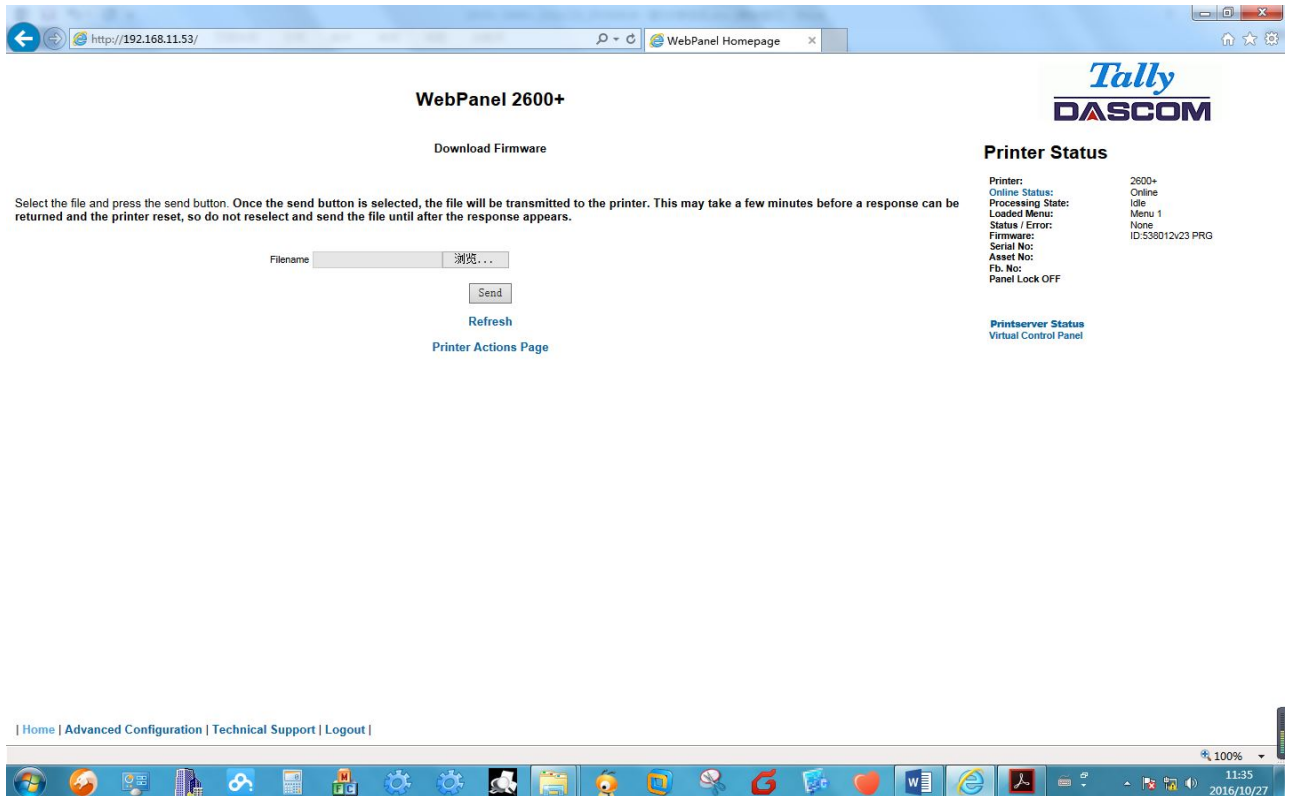 http://192.168.11.53/
WebPanel Homepage
WebPanel 2600+
Download Firmware
Select the file and press the send button. Once the send button is selected, the file will be transmitted to the printer. This may take a few minutes before a response can be
returned and the printer reset, so do not reselect and send the file until after the response appears.
Filename 浏览...
Send
Refresh
Printer Actions Page
Tally
DASCOM
Printer Status
Printer: 2600+
Online Status: Online
Processing State: Idle
Loaded Menu: Menu 1
Status / Error: None
Firmware: ID:538012v23 PRG
Serial No:
Asset No:
Fb. No:
Panel Lock OFF
Printserver Status
Virtual Control Panel
| Home | Advanced Configuration | Technical Support | Logout |
100%
11:35
2016/10/27